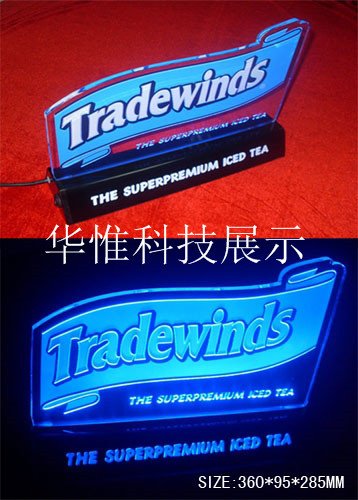 Tradewinds®
THE SUPERPREMIUM ICED TEA
THE SUPERPREMIUM ICED TEA
华惟科技展示
Tradewinds
THE SUPERPREMIUM ICED TEA
THE SUPERPREMIUM ICED TEA
SIZE:360*95*285MM